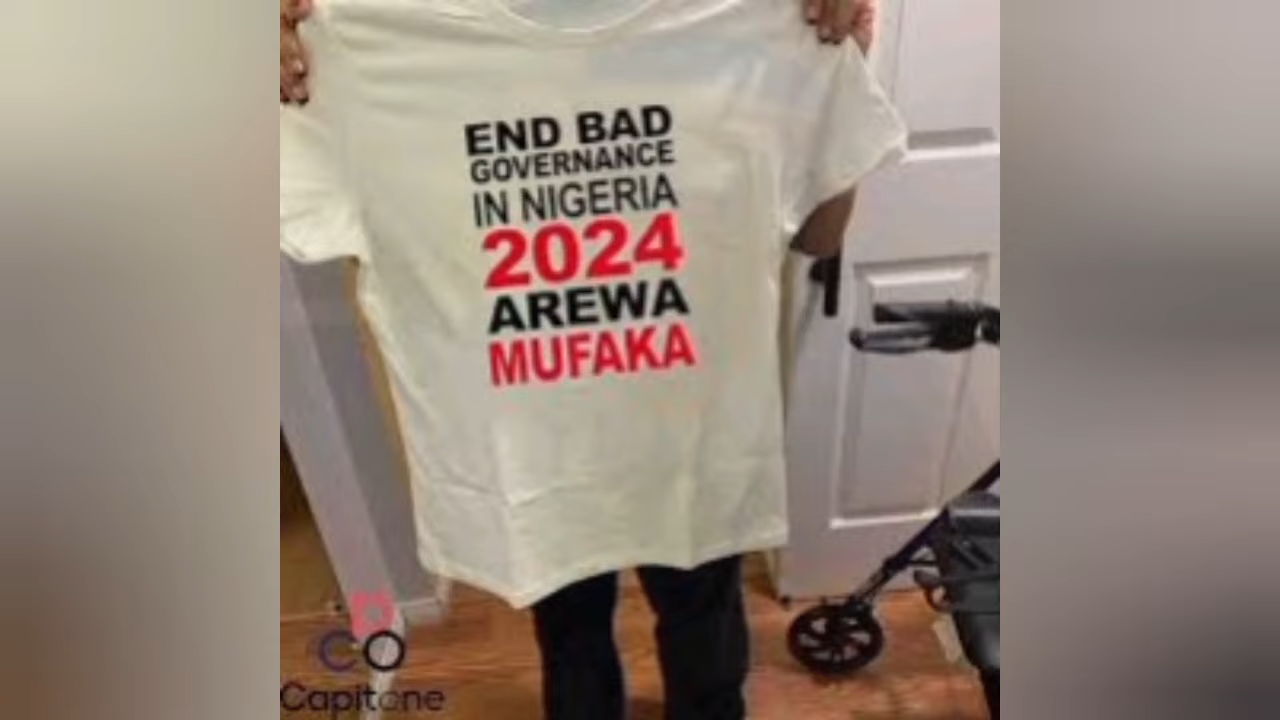 END BAD
GOVERNANCE
IN NIGERIA
2024
AREWA
MUFAKA
Capitone